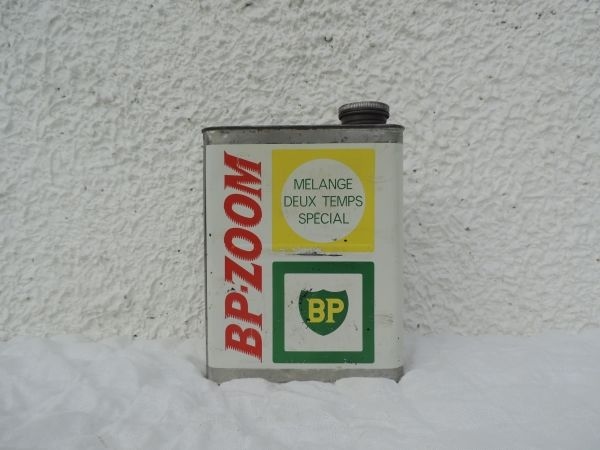 BP-ZOOM
MELANGE
DEUX TEMPS
SPECIAL
BP